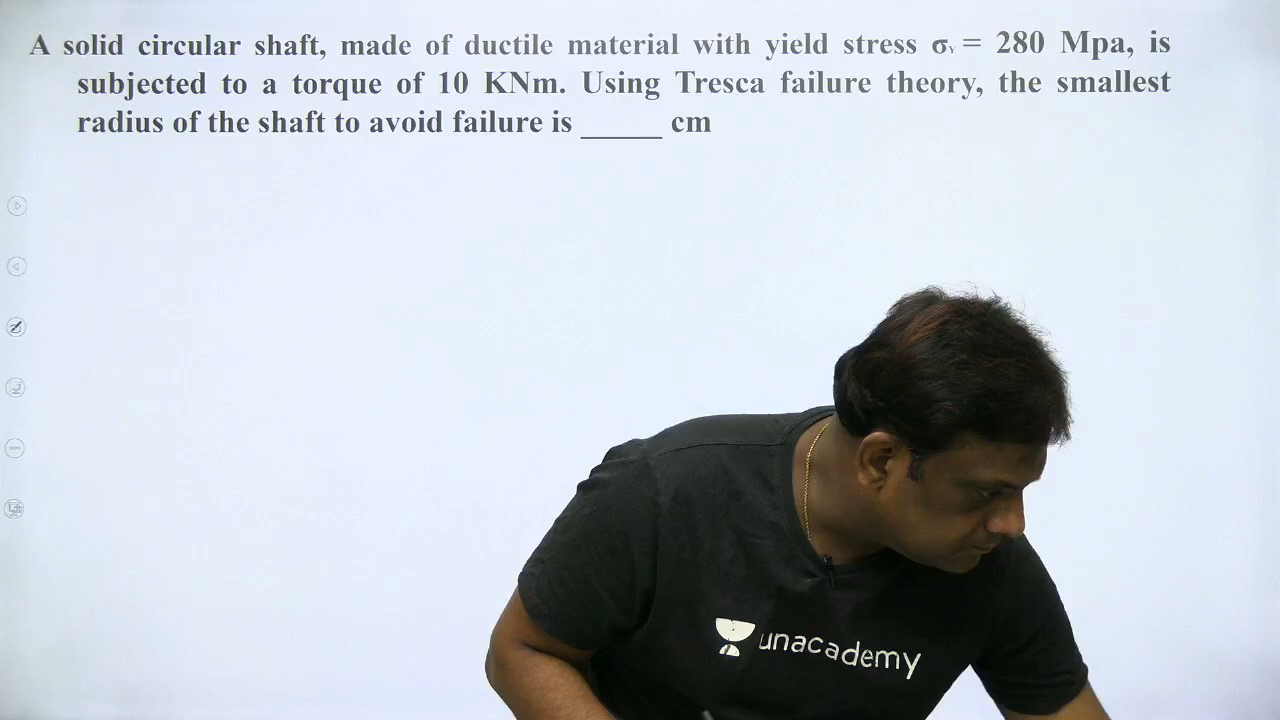 A solid circular shaft, made of ductile material with yield stress σᵧ = 280 Mpa, is
subjected to a torque of 10 KNm. Using Tresca failure theory, the smallest
radius of the shaft to avoid failure is ______ cm
unacademy